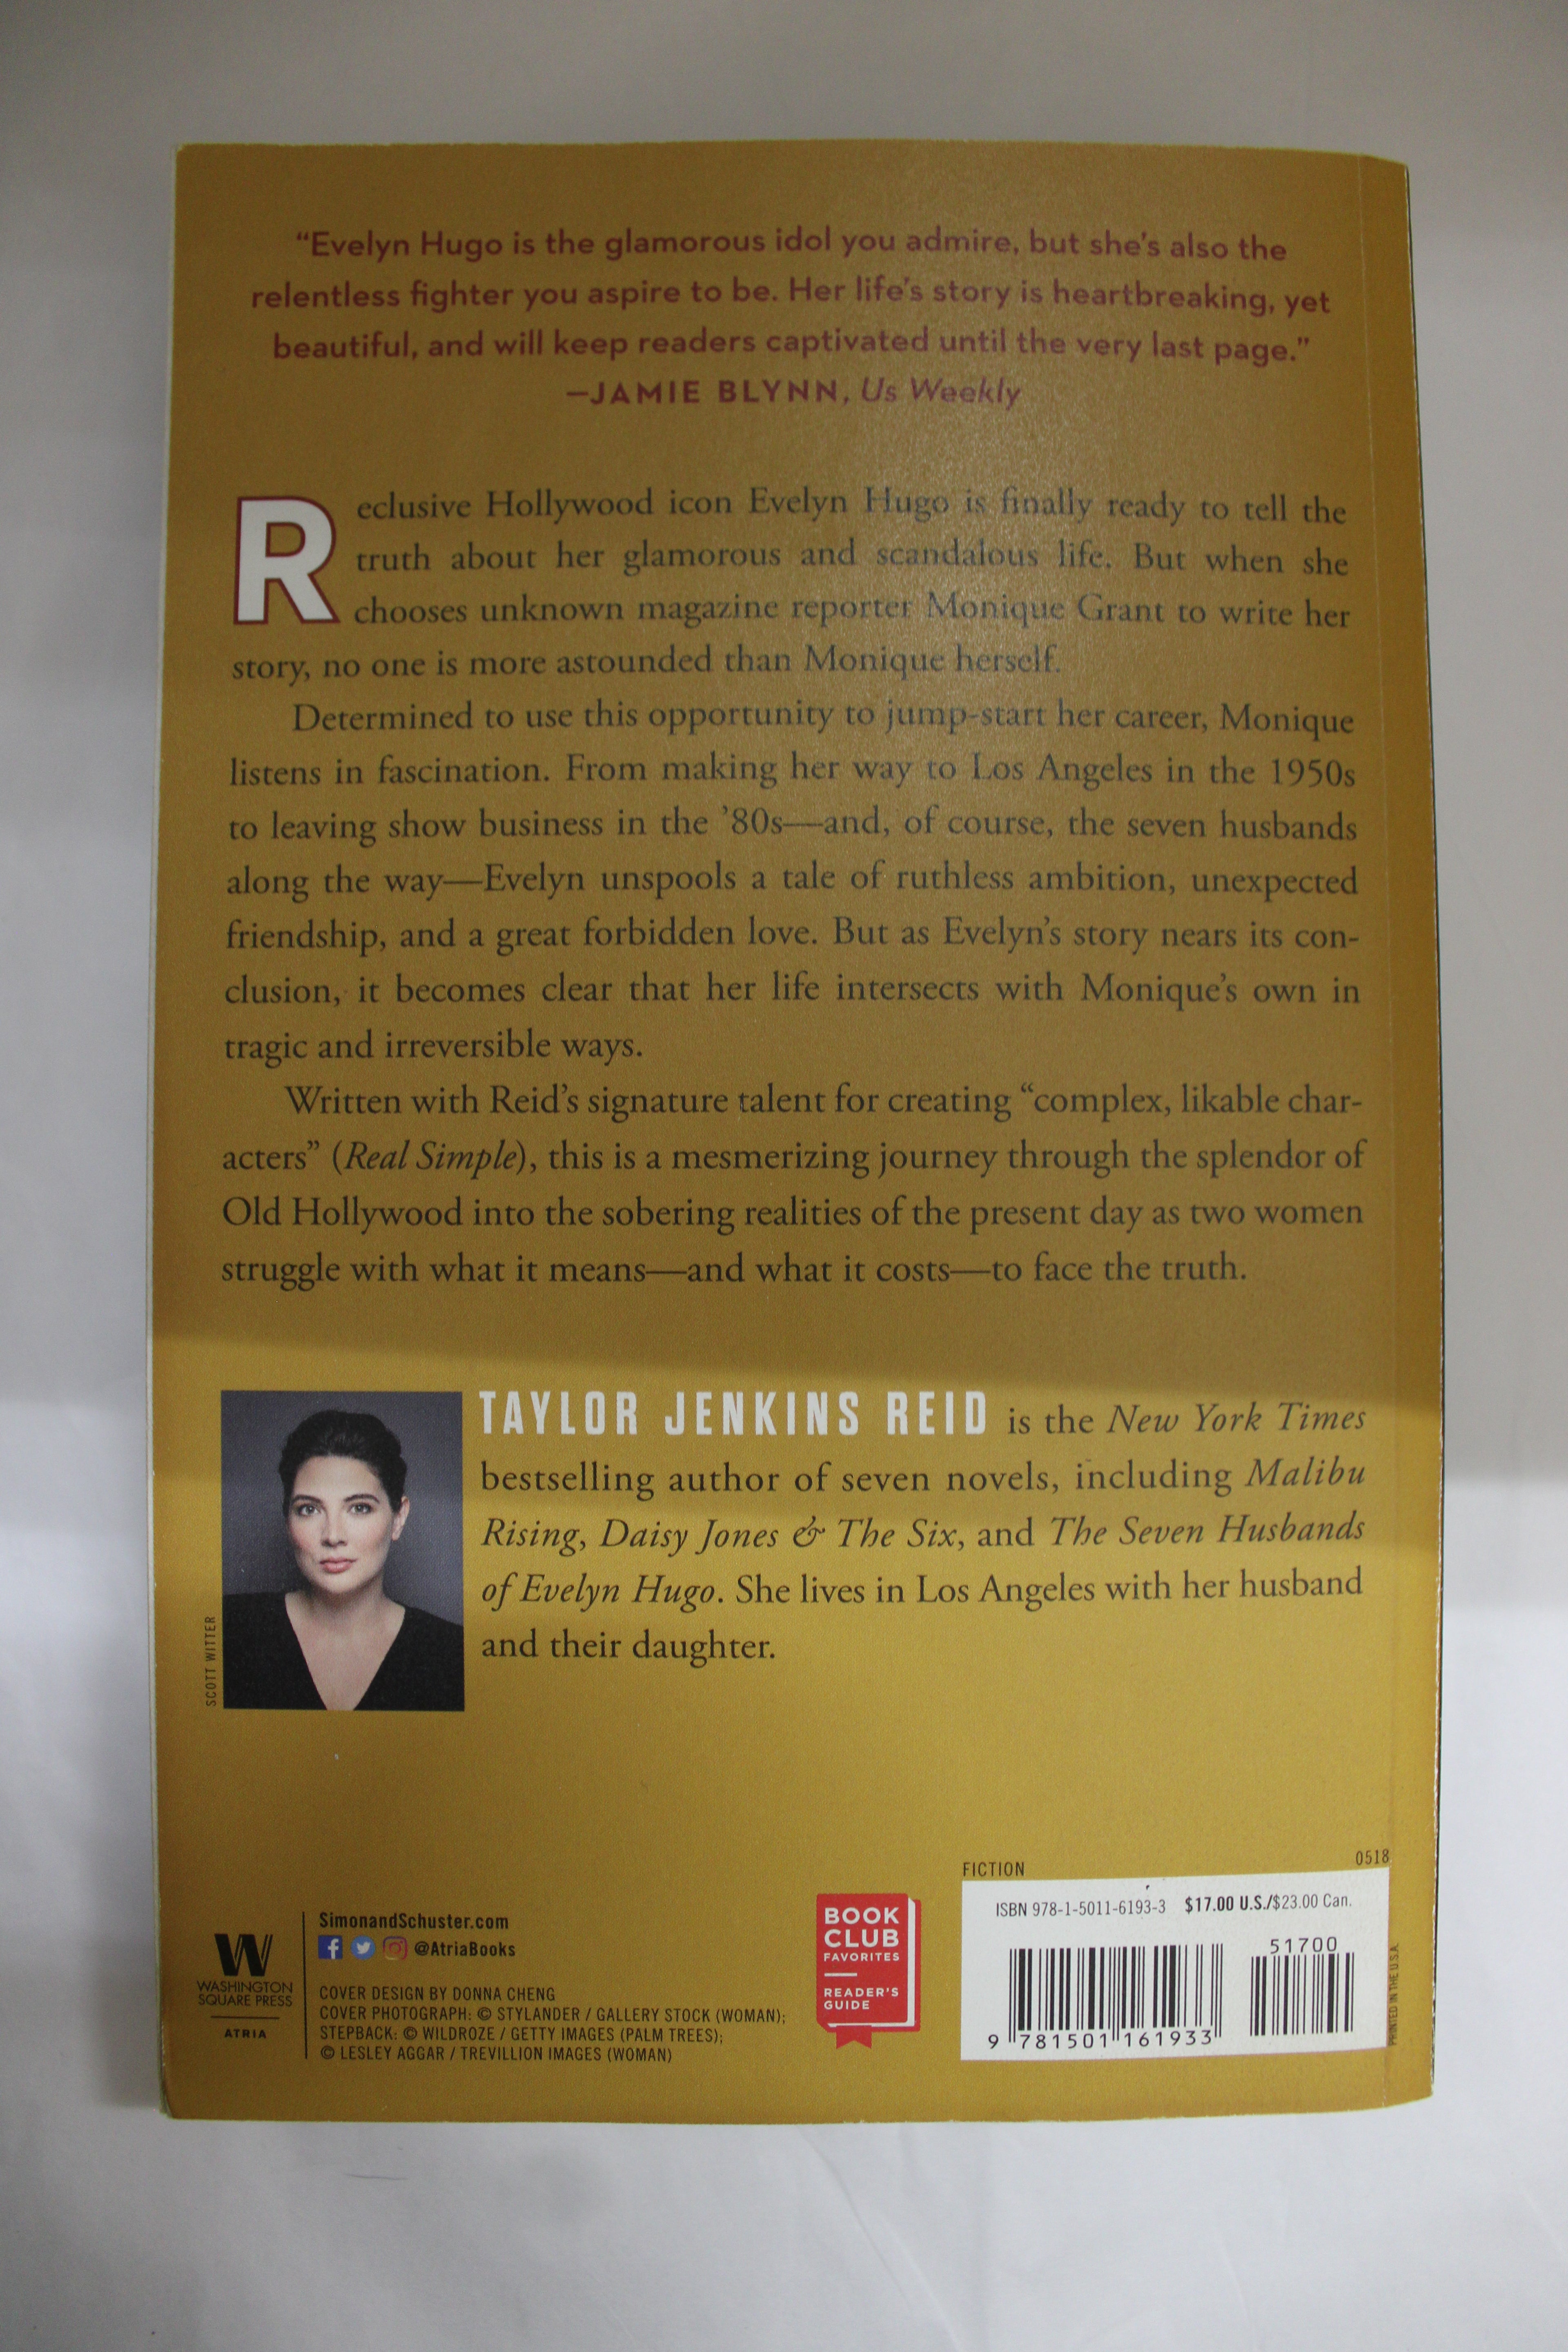 “Evelyn Hugo is the glamorous idol you admire, but she’s also the
relentless fighter you aspire to be. Her life’s story is heartbreaking, yet
beautiful, and will keep readers captivated until the very last page.”
—JAMIE BLYNN, Us Weekly
Reclusive Hollywood icon Evelyn Hugo is finally ready to tell the
truth about her glamorous and scandalous life. But when she
chooses unknown magazine reporter Monique Grant to write her
story, no one is more astounded than Monique herself.
Determined to use this opportunity to jump-start her career, Monique
listens in fascination. From making her way to Los Angeles in the 1950s
to leaving show business in the ’80s—and, of course, the seven husbands
along the way—Evelyn unspools a tale of ruthless ambition, unexpected
friendship, and a great forbidden love. But as Evelyn’s story nears its con-
clusion, it becomes clear that her life intersects with Monique’s own in
tragic and irreversible ways.
Written with Reid’s signature talent for creating “complex, likable char-
acters” (Real Simple), this is a mesmerizing journey through the splendor of
Old Hollywood into the sobering realities of the present day as two women
struggle with what it means—and what it costs—to face the truth.
TAYLOR JENKINS REID is the New York Times
bestselling author of seven novels, including Malibu
Rising, Daisy Jones & The Six, and The Seven Husbands
of Evelyn Hugo. She lives in Los Angeles with her husband
and their daughter.
SCOTT WITTER
W
WASHINGTON
SQUARE PRESS
ATRIA
SimonandSchuster.com
@AtriaBooks
COVER DESIGN BY DONNA CHENG
COVER PHOTOGRAPH: © STYLANDER / GALLERY STOCK (WOMAN);
STEPBACK: © WILDROZE / GETTY IMAGES (PALM TREES);
© LESLEY AGGAR / TREVILLION IMAGES (WOMAN)
BOOK
CLUB
FAVORITES
READER’S
GUIDE
FICTION
0518
ISBN 978-1-5011-6193-3 $17.00 U.S./$23.00 Can.
51700
9 781501 161933
PRINTED IN THE U.S.A.